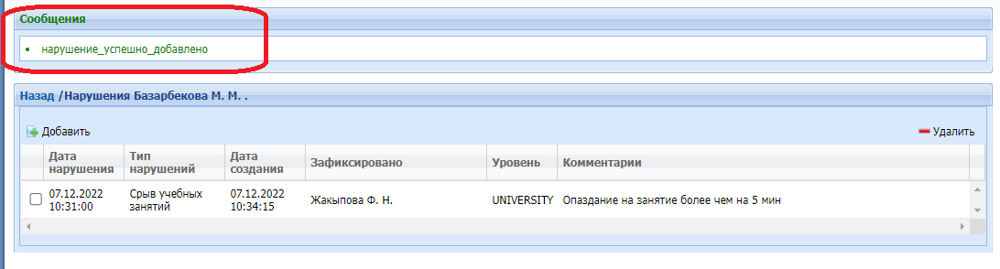 Сообщения
нарушение_успешно_добавлено
Назад /Нарушения Базарбекова М. М. .
Добавить Удалить
Дата нарушения Тип нарушений Дата создания Зафиксировано Уровень Комментарии
07.12.2022 10:31:00 Срыв учебных занятий 07.12.2022 10:34:15 Жакыпова Ф. Н. UNIVERSITY Опаздание на занятие более чем на 5 мин